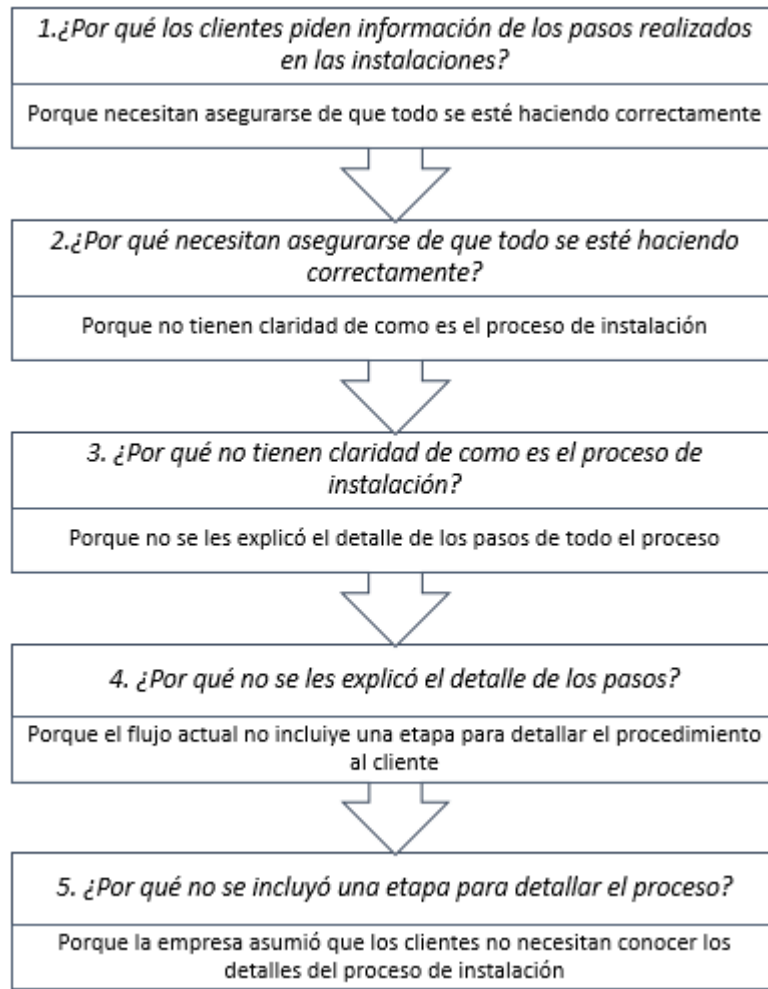 1.¿Por qué los clientes piden información de los pasos realizados
en las instalaciones?
Porque necesitan asegurarse de que todo se esté haciendo correctamente
2.¿Por qué necesitan asegurarse de que todo se esté haciendo
correctamente?
Porque no tienen claridad de como es el proceso de instalación
3. ¿Por qué no tienen claridad de como es el proceso de
instalación?
Porque no se les explicó el detalle de los pasos de todo el proceso
4. ¿Por qué no se les explicó el detalle de los pasos?
Porque el flujo actual no incluiye una etapa para detallar el procedimiento
al cliente
5. ¿Por qué no se incluyó una etapa para detallar el proceso?
Porque la empresa asumió que los clientes no necesitan conocer los
detalles del proceso de instalación